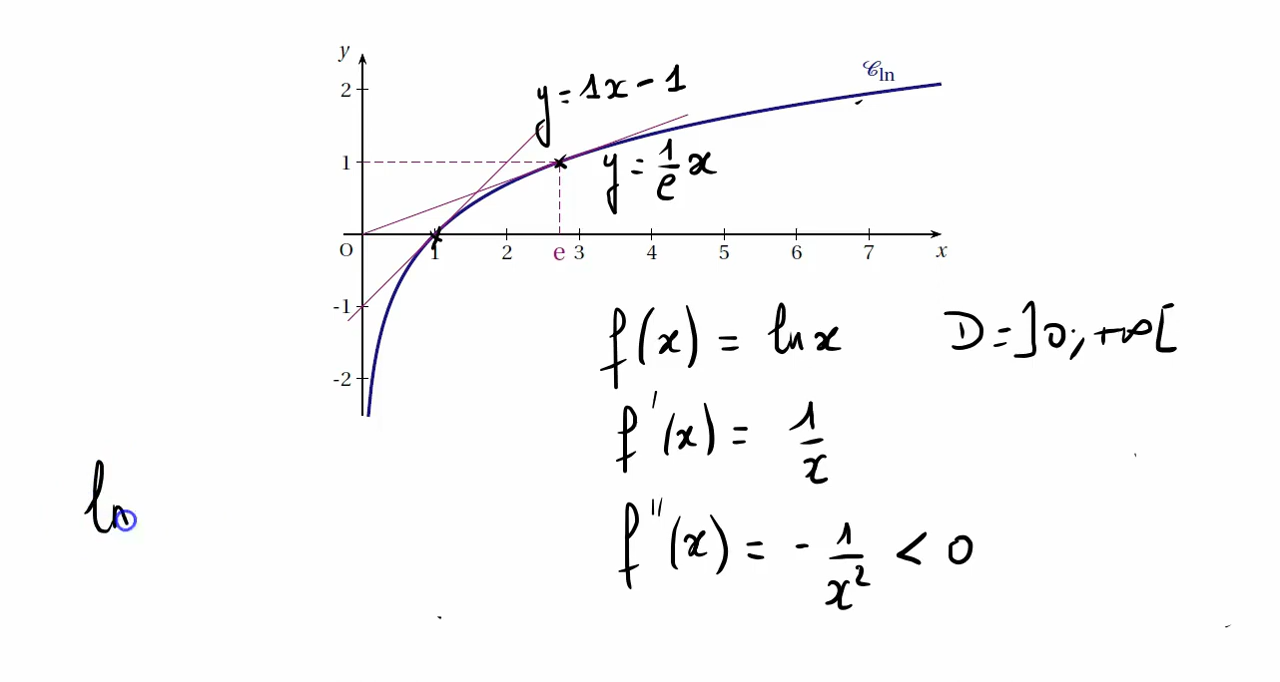 y
2
𝒞ln
y = 1x - 1
1
y = 1/e x
O
1 2 e 3 4 5 6 7 x
-1
f(x) = ln x D = ]0; +∞[
-2
f'(x) = 1/x
ln
f''(x) = - 1/x² < 0